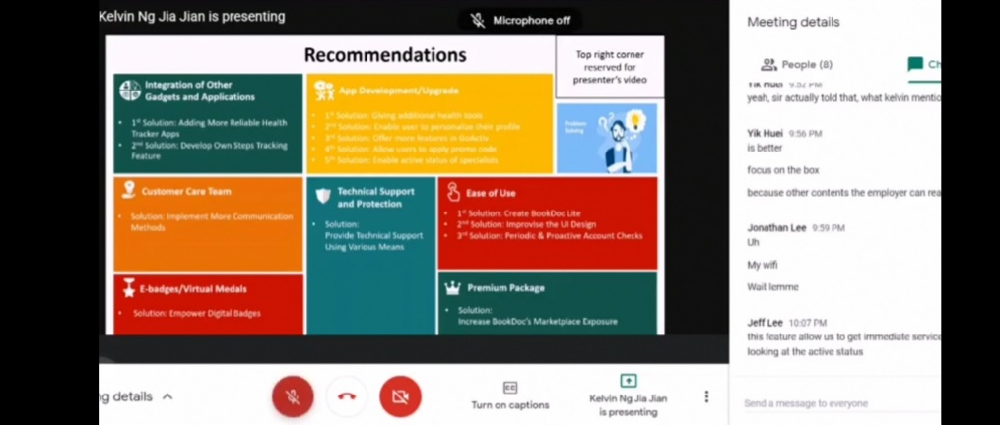 Kelvin Ng Jia Jian is presenting
Microphone off
Recommendations
Top right corner
reserved for
presenter's video
Integration of Other
Gadgets and Applications
• 1st Solution: Adding More Reliable Health
Tracker Apps
• 2nd Solution: Develop Own Steps Tracking
Feature
App Development/Upgrade
1st Solution: Giving additional health tools
2nd Solution: Enable user to personalize their profile
3rd Solution: Offer more features in GoActiv
4th Solution: Allow users to apply promo code
5th Solution: Enable active status of specialists
Problem
Solving
Customer Care Team
• Solution: Implement More Communication
Methods
Technical Support
and Protection
• Solution:
Provide Technical Support
Using Various Means
Ease of Use
• 1st Solution: Create BookDoc Lite
• 2nd Solution: Improvise the UI Design
• 3rd Solution: Periodic & Proactive Account Checks
E-badges/Virtual Medals
• Solution: Empower Digital Badges
Premium Package
• Solution:
Increase BookDoc's Marketplace Exposure
ng details
Turn on captions
Kelvin Ng Jia Jian
is presenting
Meeting details
People (8)
Ch
Yik Huei 9:52 PM
yeah, sir actually told that, what kelvin mentio
Yik Huei 9:56 PM
is better
focus on the box
because other contents the employer can rea
Jonathan Lee 9:59 PM
Uh
My wifi
Wait lemme
Jeff Lee 10:07 PM
this feature allow us to get immediate service
looking at the active status
Send a message to everyone